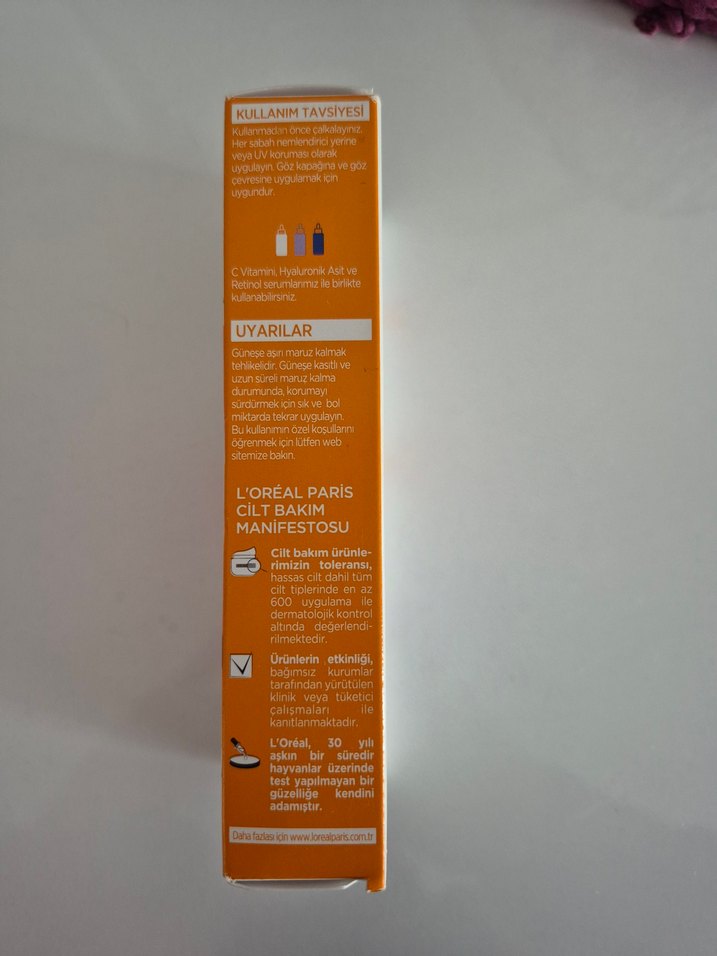 KULLANIM TAVSİYESİ
Kullanmadan önce çalkalayınız.
Her sabah nemlendirici yerine
veya UV koruması olarak
uygulayın. Göz kapağına ve göz
çevresine uygulamak için
uygundur.
C Vitamini, Hyaluronik Asit ve
Retinol serumlarımız ile birlikte
kullanabilirsiniz.
UYARILAR
Güneşe aşırı maruz kalmak
tehlikelidir. Güneşe kasıtlı ve
uzun süreli maruz kalma
durumunda, korumayı
sürdürmek için sık ve bol
miktarda tekrar uygulayın.
Bu kullanımın özel koşullarını
öğrenmek için lütfen web
sitemize bakın.
L'ORÉAL PARİS
CİLT BAKIM
MANİFESTOSU
Cilt bakım ürünle-
rimizin toleransı,
hassas cilt dahil tüm
cilt tiplerinde en az
600 uygulama ile
dermatolojik kontrol
altında değerlendi-
rilmektedir.
Ürünlerin etkinliği,
bağımsız kurumlar
tarafından yürütülen
klinik veya tüketici
çalışmaları ile
kanıtlanmaktadır.
L'Oréal, 30 yılı
aşkın bir süredir
hayvanlar üzerinde
test yapılmayan bir
güzelliğe kendini
adamıştır.
Daha fazlası için www.lorealparis.com.tr